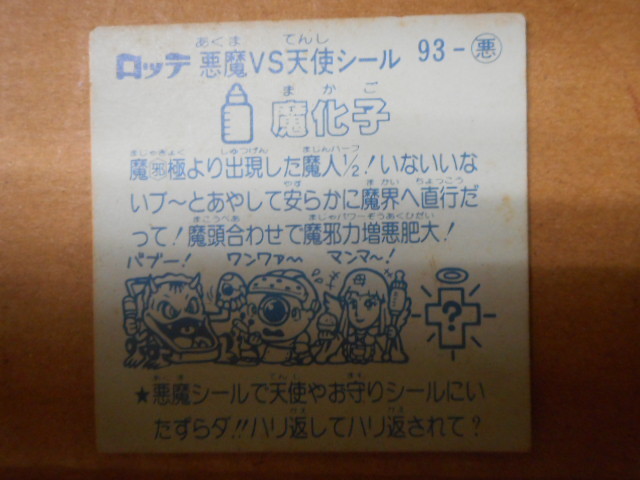 ロッテ 悪魔VS天使シール 93-悪
魔化子
魔邪極より出現した魔人1/2!いないいな
いブ〜とあやして安らかに魔界へ直行だ
って!魔頭合わせで魔邪力増悪肥大!
パブー! ワンワァ〜 マンマ〜!
?
★悪魔シールで天使やお守りシールにい
たずらダ!!ハリ返してハリ返されて?